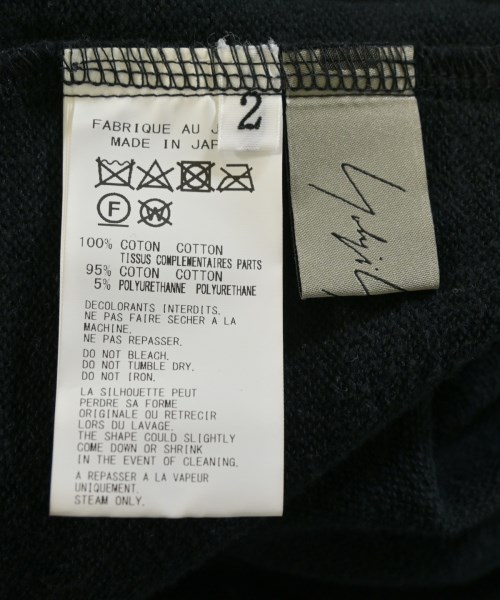 2
FABRIQUE AU
MADE IN
F
W
100% COTON COTTON
TISSUS COMPLEMENTAIRES PARTS
95% COTON COTTON
5% POLYURETHANNE POLYURETHANE
DECOLORANTS INTERDITS.
NE PAS FAIRE SECHER A LA
MACHINE.
NE PAS REPASSER.
DO NOT BLEACH.
DO NOT TUMBLE DRY.
DO NOT IRON.
LA SILHOUETTE PEUT
PERDRE SA FORME
ORIGINALE OU RETRECIR
LORS DU LAVAGE.
THE SHAPE COULD SLIGHTLY
COME DOWN OR SHRINK
IN THE EVENT OF CLEANING.
A REPASSER A LA VAPEUR
UNIQUEMENT.
STEAM ONLY.